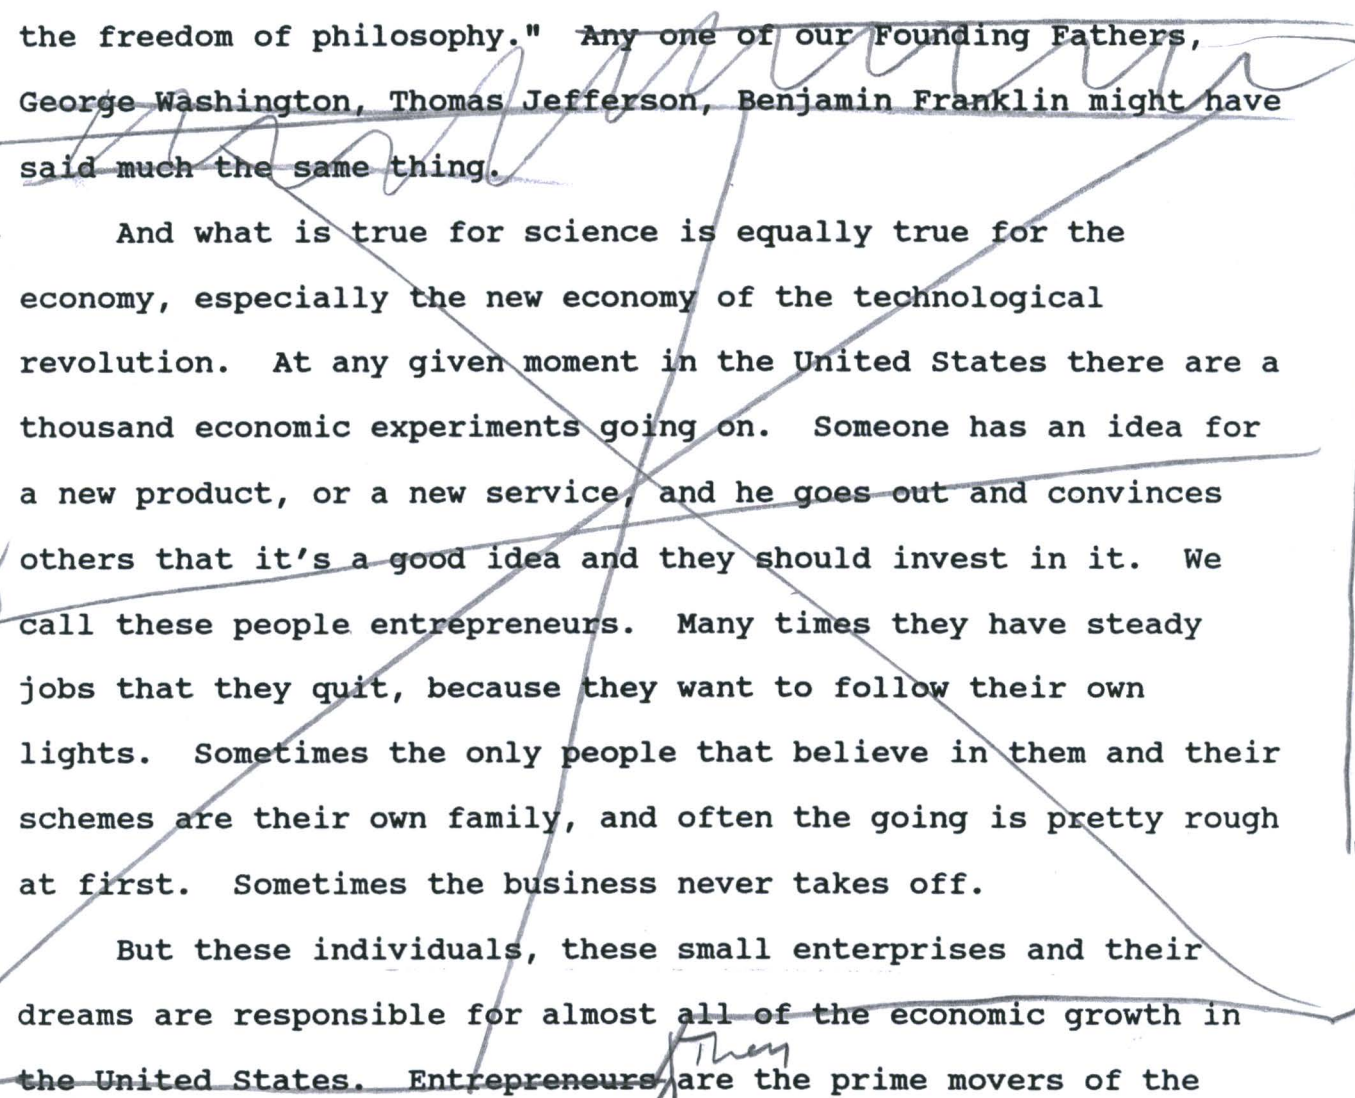 the freedom of philosophy."  Any one of our Founding Fathers,
George Washington, Thomas Jefferson, Benjamin Franklin might have
said much the same thing.
And what is true for science is equally true for the
economy, especially the new economy of the technological
revolution.  At any given moment in the United States there are a
thousand economic experiments going on.  Someone has an idea for
a new product, or a new service, and he goes out and convinces
others that it's a good idea and they should invest in it.  We
call these people entrepreneurs.  Many times they have steady
jobs that they quit, because they want to follow their own
lights.  Sometimes the only people that believe in them and their
schemes are their own family, and often the going is pretty rough
at first.  Sometimes the business never takes off.
But these individuals, these small enterprises and their
dreams are responsible for almost all of the economic growth in
They
the United States.  Entrepreneurs are the prime movers of the